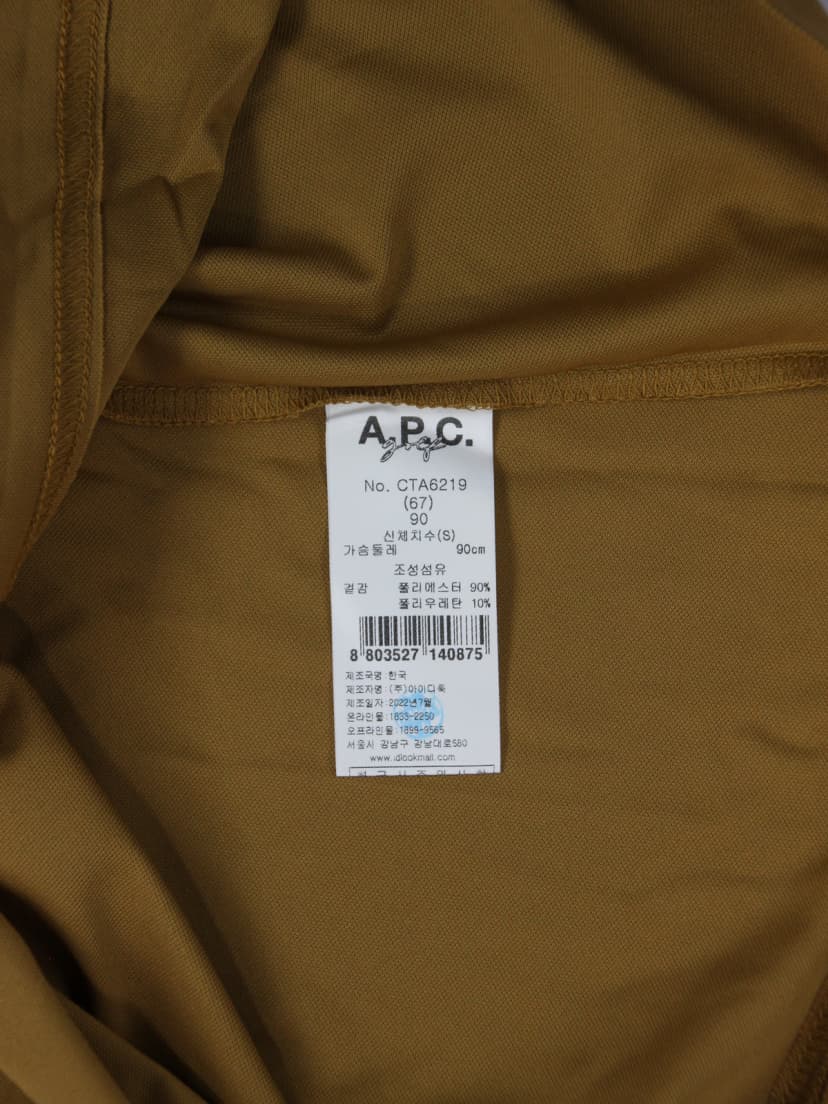 A.P.C.
golf
No. CTA6219
(67)
90
신체치수(S)
가슴둘레 90cm
조성섬유
겉감 폴리에스터 90%
폴리우레탄 10%
8 803527 140875
제조국명:한국
제조자명:(주)아이디룩
제조일자:2022년7월
온라인몰:1833-2250
오프라인몰:1899-9565
서울시 강남구 강남대로580
www.idlookmall.com